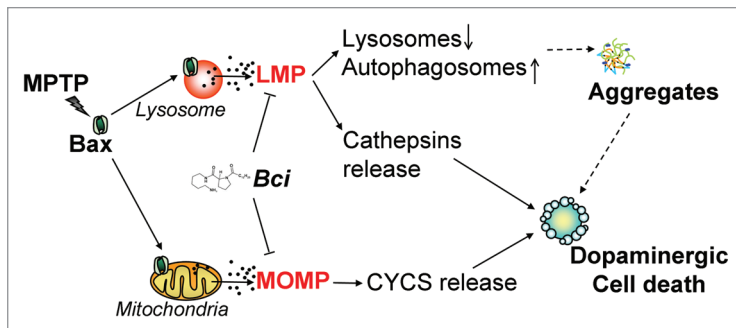 MPTP
Bax
Lysosome
LMP
Lysosomes↓
Autophagosomes↑
Aggregates
Cathepsins
release
Bci
Mitochondria
MOMP
CYCS release
Dopaminergic
Cell death